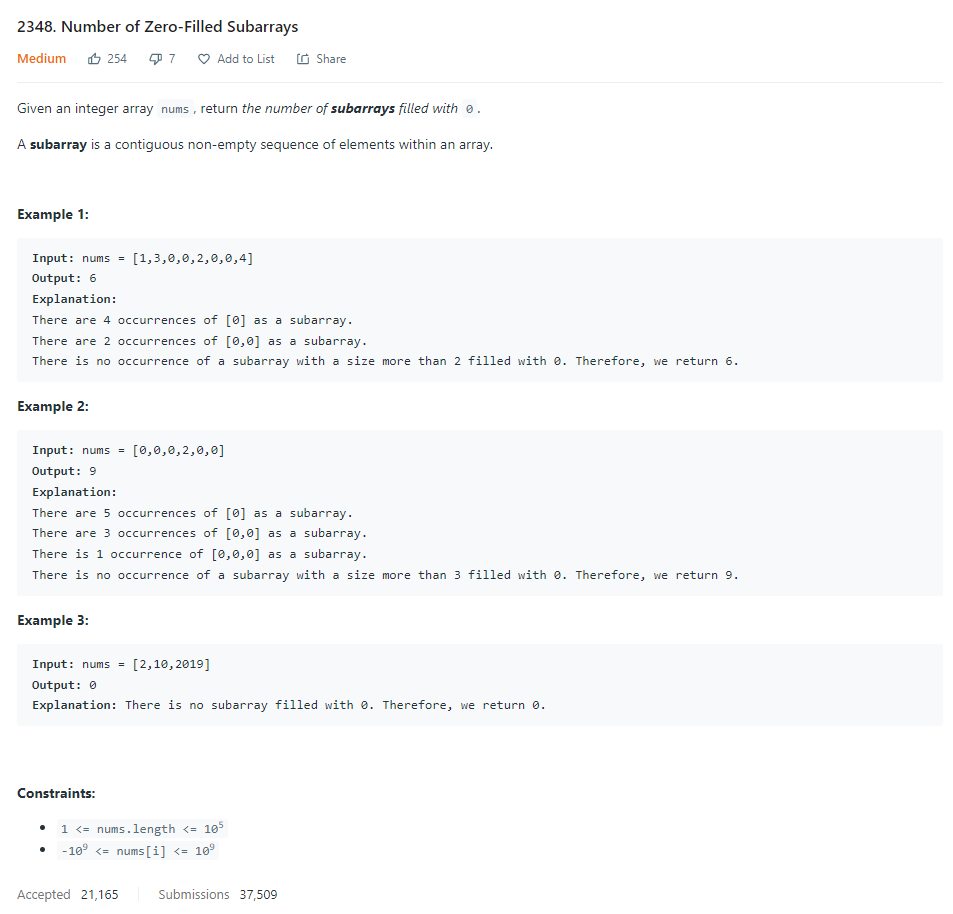 2348. Number of Zero-Filled Subarrays
Medium 254 7 Add to List Share
Given an integer array nums , return the number of subarrays filled with 0 .
A subarray is a contiguous non-empty sequence of elements within an array.
Example 1:
Input: nums = [1,3,0,0,2,0,0,4]
Output: 6
Explanation:
There are 4 occurrences of [0] as a subarray.
There are 2 occurrences of [0,0] as a subarray.
There is no occurrence of a subarray with a size more than 2 filled with 0. Therefore, we return 6.
Example 2:
Input: nums = [0,0,0,2,0,0]
Output: 9
Explanation:
There are 5 occurrences of [0] as a subarray.
There are 3 occurrences of [0,0] as a subarray.
There is 1 occurrence of [0,0,0] as a subarray.
There is no occurrence of a subarray with a size more than 3 filled with 0. Therefore, we return 9.
Example 3:
Input: nums = [2,10,2019]
Output: 0
Explanation: There is no subarray filled with 0. Therefore, we return 0.
Constraints:
• 1 <= nums.length <= 10⁵
• -10⁹ <= nums[i] <= 10⁹
Accepted 21,165 Submissions 37,509